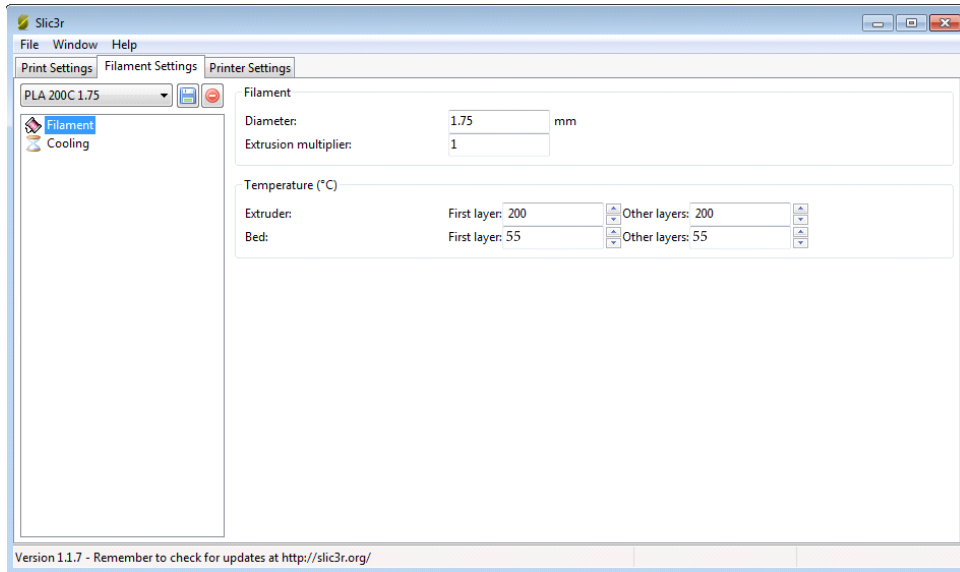 Slic3r
File Window Help
Print Settings Filament Settings Printer Settings
PLA 200C 1.75
Filament
Cooling
Filament
Diameter: 1.75 mm
Extrusion multiplier: 1
Temperature (°C)
Extruder: First layer: 200 Other layers: 200
Bed: First layer: 55 Other layers: 55
Version 1.1.7 - Remember to check for updates at http://slic3r.org/